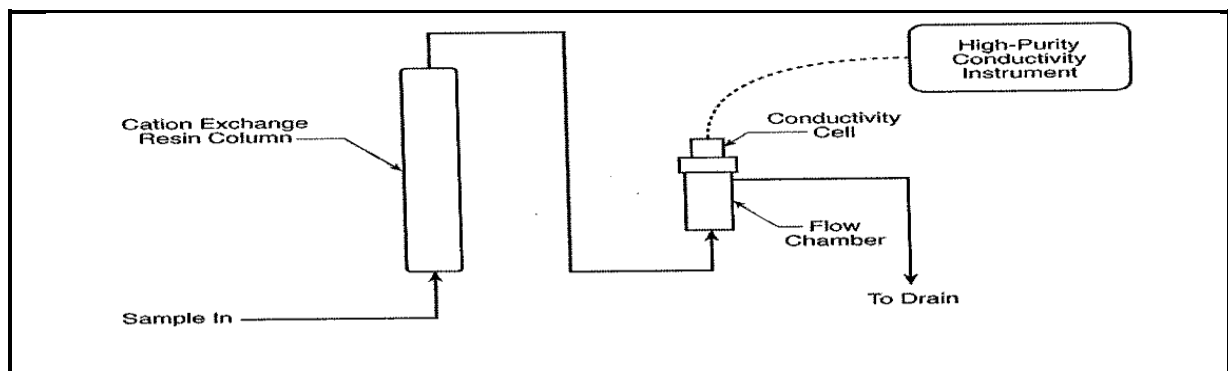 High-Purity
Conductivity
Instrument
Cation Exchange
Resin Column
Conductivity
Cell
Flow
Chamber
Sample In
To Drain